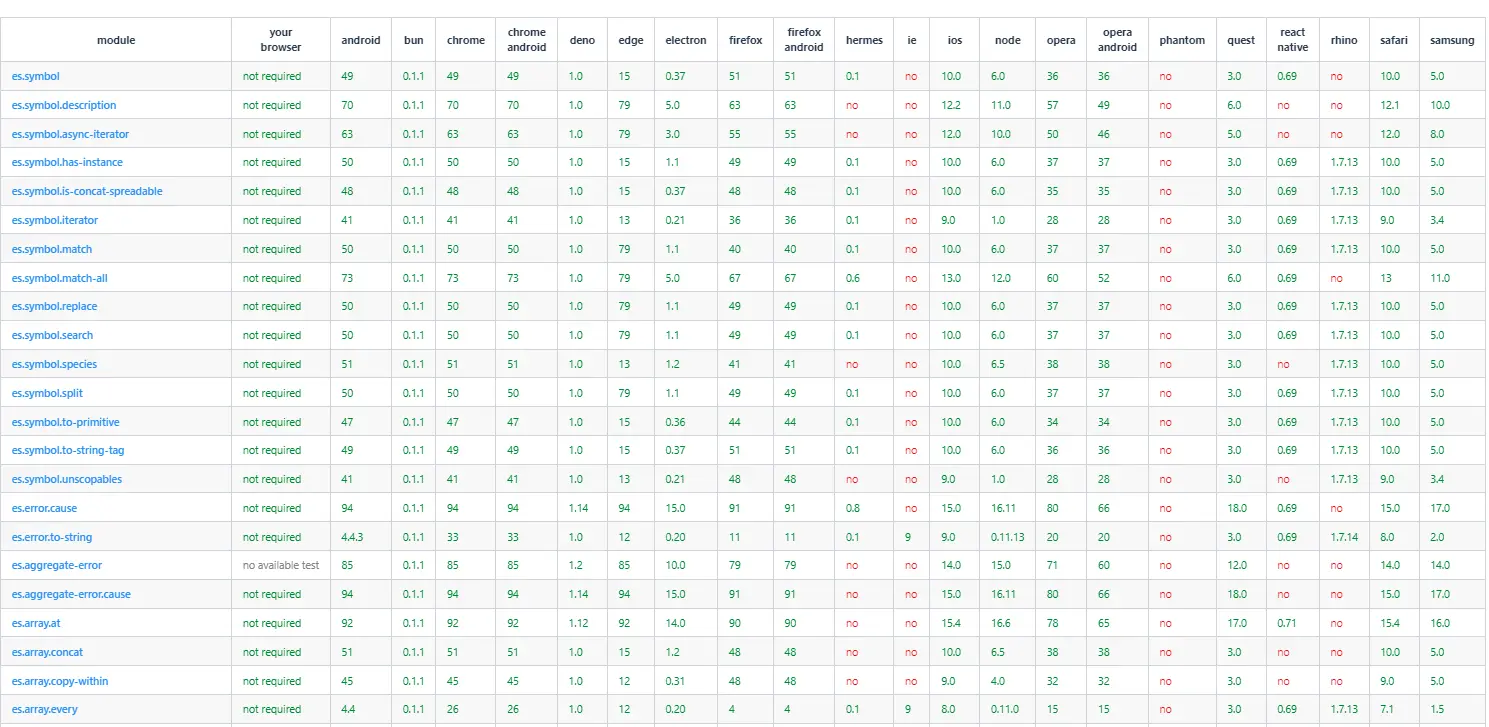 module your browser android bun chrome chrome android deno edge electron firefox firefox android hermes ie ios node opera opera android phantom quest react native rhino safari samsung
es.symbol not required 49 0.1.1 49 49 1.0 15 0.37 51 51 0.1 no 10.0 6.0 36 36 no 3.0 0.69 no 10.0 5.0
es.symbol.description not required 70 0.1.1 70 70 1.0 79 5.0 63 63 no no 12.2 11.0 57 49 no 6.0 no no 12.1 10.0
es.symbol.async-iterator not required 63 0.1.1 63 63 1.0 79 3.0 55 55 no no 12.0 10.0 50 46 no 5.0 no no 12.0 8.0
es.symbol.has-instance not required 50 0.1.1 50 50 1.0 15 1.1 49 49 0.1 no 10.0 6.0 37 37 no 3.0 0.69 1.7.13 10.0 5.0
es.symbol.is-concat-spreadable not required 48 0.1.1 48 48 1.0 15 0.37 48 48 0.1 no 10.0 6.0 35 35 no 3.0 0.69 1.7.13 10.0 5.0
es.symbol.iterator not required 41 0.1.1 41 41 1.0 13 0.21 36 36 0.1 no 9.0 1.0 28 28 no 3.0 0.69 1.7.13 9.0 3.4
es.symbol.match not required 50 0.1.1 50 50 1.0 79 1.1 40 40 0.1 no 10.0 6.0 37 37 no 3.0 0.69 1.7.13 10.0 5.0
es.symbol.match-all not required 73 0.1.1 73 73 1.0 79 5.0 67 67 0.6 no 13.0 12.0 60 52 no 6.0 0.69 no 13 11.0
es.symbol.replace not required 50 0.1.1 50 50 1.0 79 1.1 49 49 0.1 no 10.0 6.0 37 37 no 3.0 0.69 1.7.13 10.0 5.0
es.symbol.search not required 50 0.1.1 50 50 1.0 79 1.1 49 49 0.1 no 10.0 6.0 37 37 no 3.0 0.69 1.7.13 10.0 5.0
es.symbol.species not required 51 0.1.1 51 51 1.0 13 1.2 41 41 no no 10.0 6.5 38 38 no 3.0 no 1.7.13 10.0 5.0
es.symbol.split not required 50 0.1.1 50 50 1.0 79 1.1 49 49 0.1 no 10.0 6.0 37 37 no 3.0 0.69 1.7.13 10.0 5.0
es.symbol.to-primitive not required 47 0.1.1 47 47 1.0 15 0.36 44 44 0.1 no 10.0 6.0 34 34 no 3.0 0.69 1.7.13 10.0 5.0
es.symbol.to-string-tag not required 49 0.1.1 49 49 1.0 15 0.37 51 51 0.1 no 10.0 6.0 36 36 no 3.0 0.69 1.7.13 10.0 5.0
es.symbol.unscopables not required 41 0.1.1 41 41 1.0 13 0.21 48 48 no no 9.0 1.0 28 28 no 3.0 no 1.7.13 9.0 3.4
es.error.cause not required 94 0.1.1 94 94 1.14 94 15.0 91 91 0.8 no 15.0 16.11 80 66 no 18.0 0.69 no 15.0 17.0
es.error.to-string not required 4.4.3 0.1.1 33 33 1.0 12 0.20 11 11 0.1 9 9.0 0.11.13 20 20 no 3.0 0.69 1.7.14 8.0 2.0
es.aggregate-error no available test 85 0.1.1 85 85 1.2 85 10.0 79 79 no no 14.0 15.0 71 60 no 12.0 no no 14.0 14.0
es.aggregate-error.cause not required 94 0.1.1 94 94 1.14 94 15.0 91 91 no no 15.0 16.11 80 66 no 18.0 no no 15.0 17.0
es.array.at not required 92 0.1.1 92 92 1.12 92 14.0 90 90 no no 15.4 16.6 78 65 no 17.0 0.71 no 15.4 16.0
es.array.concat not required 51 0.1.1 51 51 1.0 15 1.2 48 48 no no 10.0 6.5 38 38 no 3.0 no no 10.0 5.0
es.array.copy-within not required 45 0.1.1 45 45 1.0 12 0.31 48 48 no no 9.0 4.0 32 32 no 3.0 no no 9.0 5.0
es.array.every not required 4.4 0.1.1 26 26 1.0 12 0.20 4 4 0.1 9 8.0 0.11.0 15 15 no 3.0 0.69 1.7.13 7.1 1.5